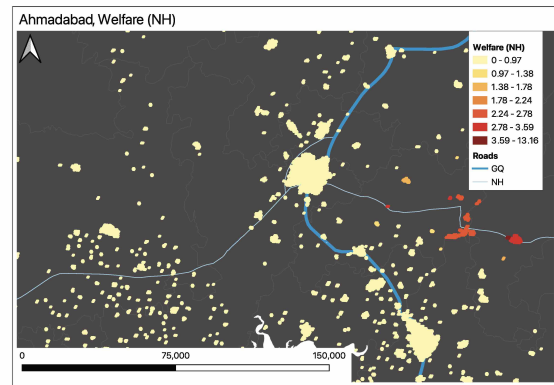 Ahmadabad, Welfare (NH)
Welfare (NH)
0 - 0.97
0.97 - 1.38
1.38 - 1.78
1.78 - 2.24
2.24 - 2.78
2.78 - 3.59
3.59 - 13.16
Roads
GQ
NH
0 75,000 150,000